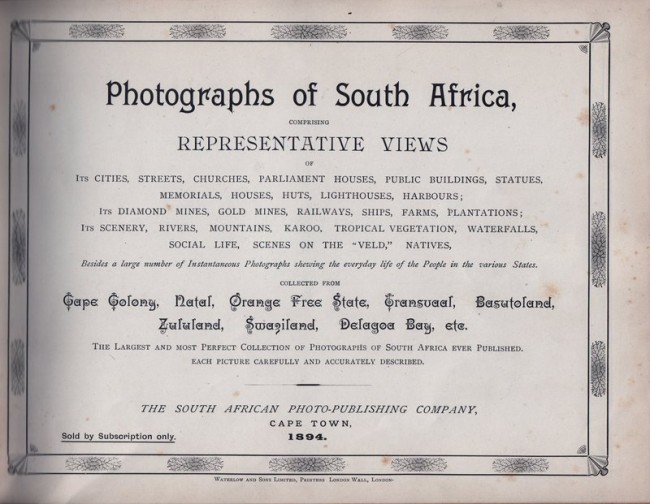 Photographs of South Africa,
COMPRISING
REPRESENTATIVE VIEWS
OF
ITS CITIES, STREETS, CHURCHES, PARLIAMENT HOUSES, PUBLIC BUILDINGS, STATUES,
MEMORIALS, HOUSES, HUTS, LIGHTHOUSES, HARBOURS;
ITS DIAMOND MINES, GOLD MINES, RAILWAYS, SHIPS, FARMS, PLANTATIONS;
ITS SCENERY, RIVERS, MOUNTAINS, KAROO, TROPICAL VEGETATION, WATERFALLS,
SOCIAL LIFE, SCENES ON THE "VELD," NATIVES,
Besides a large number of Instantaneous Photographs shewing the everyday life of the People in the various States.
COLLECTED FROM
Cape Colony, Natal, Orange Free State, Transvaal, Basutoland,
Zululand, Swaziland, Delagoa Bay, etc.
THE LARGEST AND MOST PERFECT COLLECTION OF PHOTOGRAPHS OF SOUTH AFRICA EVER PUBLISHED.
EACH PICTURE CAREFULLY AND ACCURATELY DESCRIBED.
THE SOUTH AFRICAN PHOTO-PUBLISHING COMPANY,
CAPE TOWN,
Sold by Subscription only.
1894.
WATERLOW AND SONS LIMITED, PRINTERS LONDON WALL, LONDON.